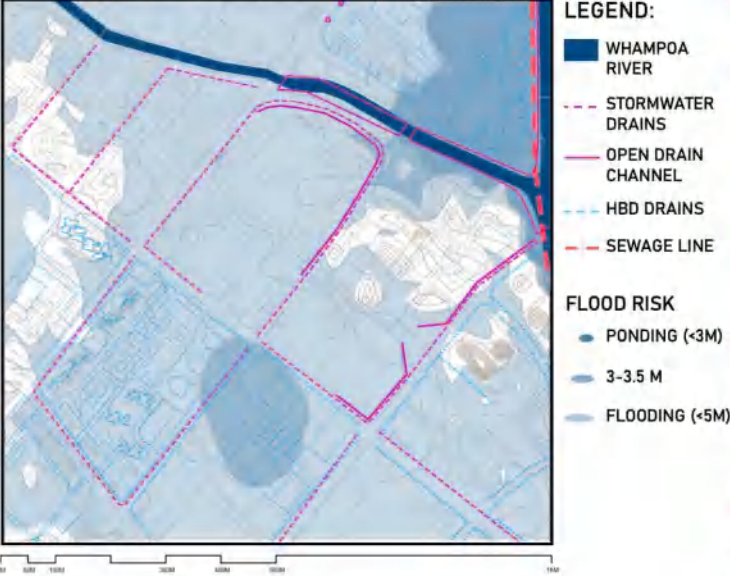 LEGEND:
WHAMPOA
RIVER
STORMWATER
DRAINS
OPEN DRAIN
CHANNEL
HBD DRAINS
SEWAGE LINE
FLOOD RISK
PONDING (<3M)
3-3.5 M
FLOODING (<5M)